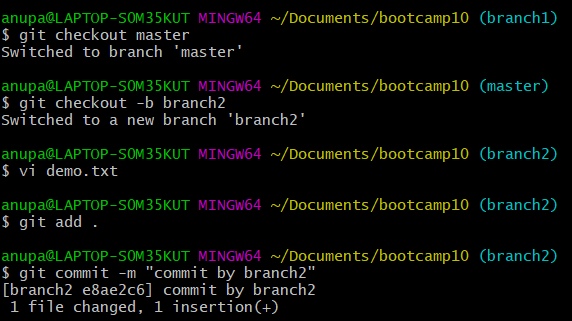 anupa@LAPTOP-SOM35KUT MINGW64 ~/Documents/bootcamp10 (branch1)
$ git checkout master
Switched to branch 'master'
anupa@LAPTOP-SOM35KUT MINGW64 ~/Documents/bootcamp10 (master)
$ git checkout -b branch2
Switched to a new branch 'branch2'
anupa@LAPTOP-SOM35KUT MINGW64 ~/Documents/bootcamp10 (branch2)
$ vi demo.txt
anupa@LAPTOP-SOM35KUT MINGW64 ~/Documents/bootcamp10 (branch2)
$ git add .
anupa@LAPTOP-SOM35KUT MINGW64 ~/Documents/bootcamp10 (branch2)
$ git commit -m "commit by branch2"
[branch2 e8ae2c6] commit by branch2
 1 file changed, 1 insertion(+)